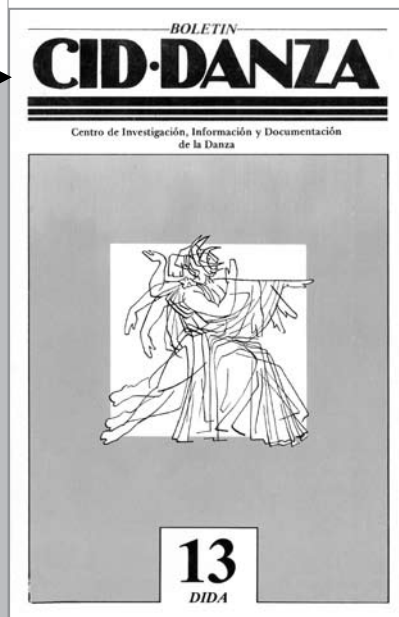 BOLETIN
CID·DANZA
Centro de Investigación, Información y Documentación
de la Danza
13
DIDA